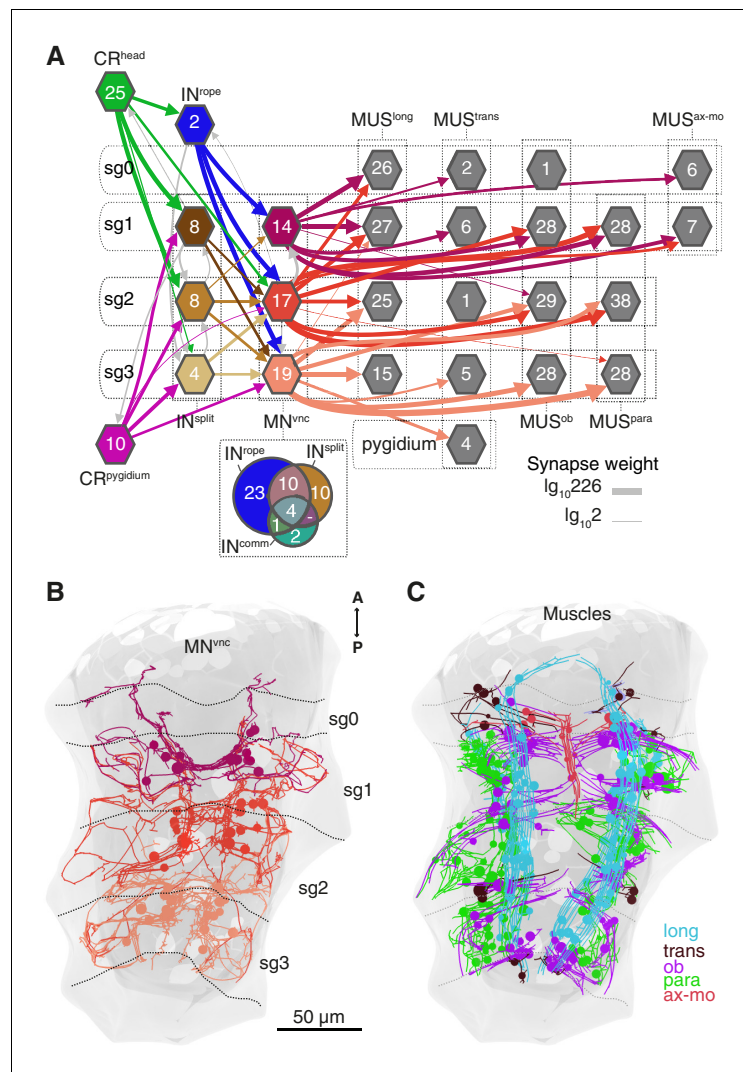 A
CR^head
25
IN^rope
2
MUS^long
MUS^trans
MUS^ax-mo
sg0
26
2
1
6
sg1
8
14
27
6
28
28
7
sg2
8
17
25
1
29
38
sg3
4
19
15
5
28
28
IN^split
MN^vnc
MUS^ob
MUS^para
10
CR^pygidium
pygidium
4
IN^rope
IN^split
23
10
10
4
1
-
2
IN^comm
Synapse weight
lg₁₀226
lg₁₀2
B
MN^vnc
A
P
sg0
sg1
sg2
sg3
50 µm
C
Muscles
long
trans
ob
para
ax-mo